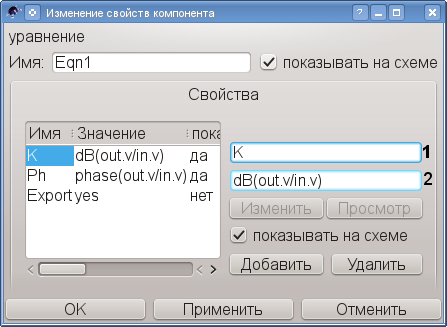 Изменение свойств компонента
уравнение
Имя: Eqn1 показывать на схеме
Свойства
Имя Значение пока
K dB(out.v/in.v) да
Ph phase(out.v/in.v) да
Export yes нет
K 1
dB(out.v/in.v) 2
Изменить Просмотр
показывать на схеме
Добавить Удалить
OK Применить Отменить